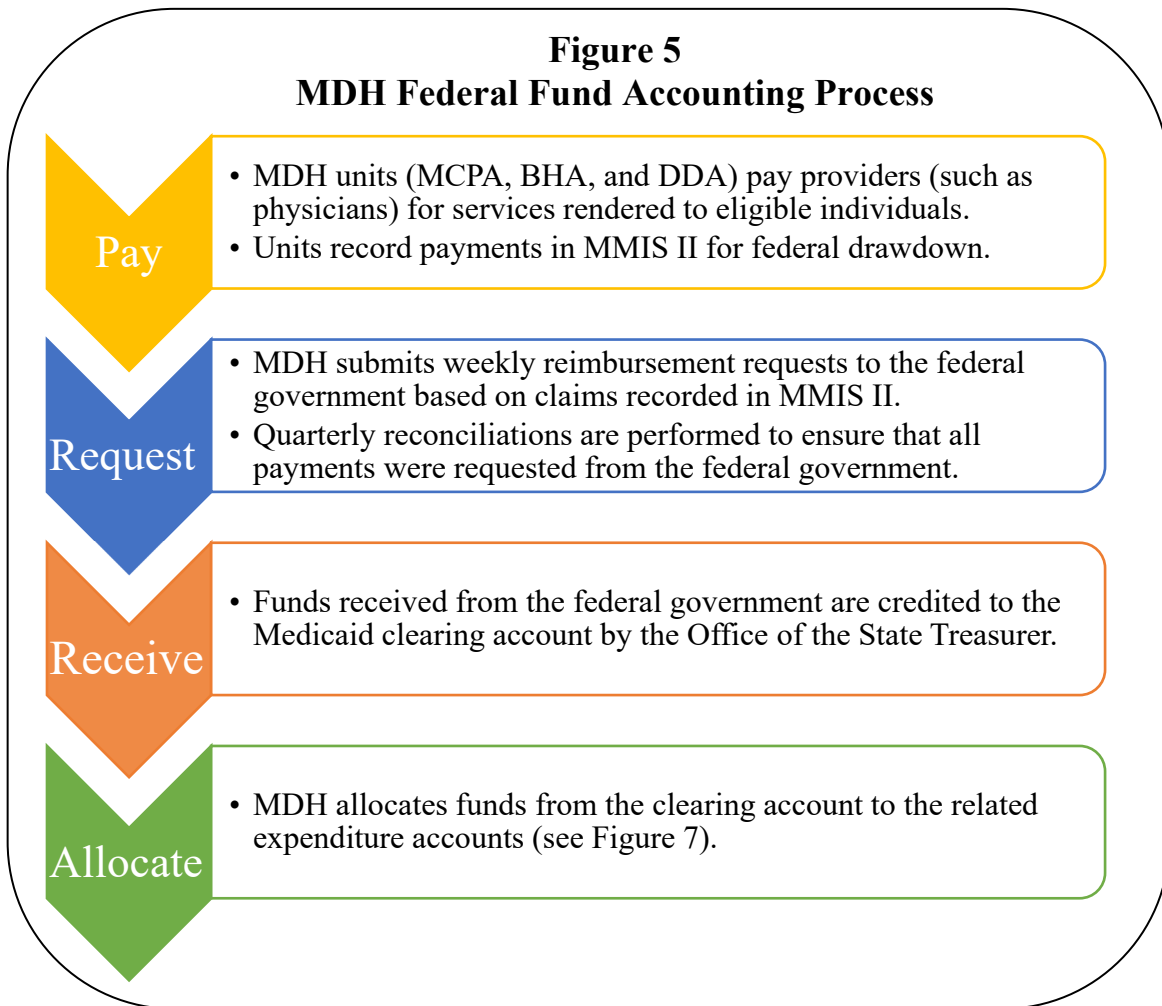 Figure 5
MDH Federal Fund Accounting Process
Pay
• MDH units (MCPA, BHA, and DDA) pay providers (such as
physicians) for services rendered to eligible individuals.
• Units record payments in MMIS II for federal drawdown.
Request
• MDH submits weekly reimbursement requests to the federal
government based on claims recorded in MMIS II.
• Quarterly reconciliations are performed to ensure that all
payments were requested from the federal government.
Receive
• Funds received from the federal government are credited to the
Medicaid clearing account by the Office of the State Treasurer.
Allocate
• MDH allocates funds from the clearing account to the related
expenditure accounts (see Figure 7).